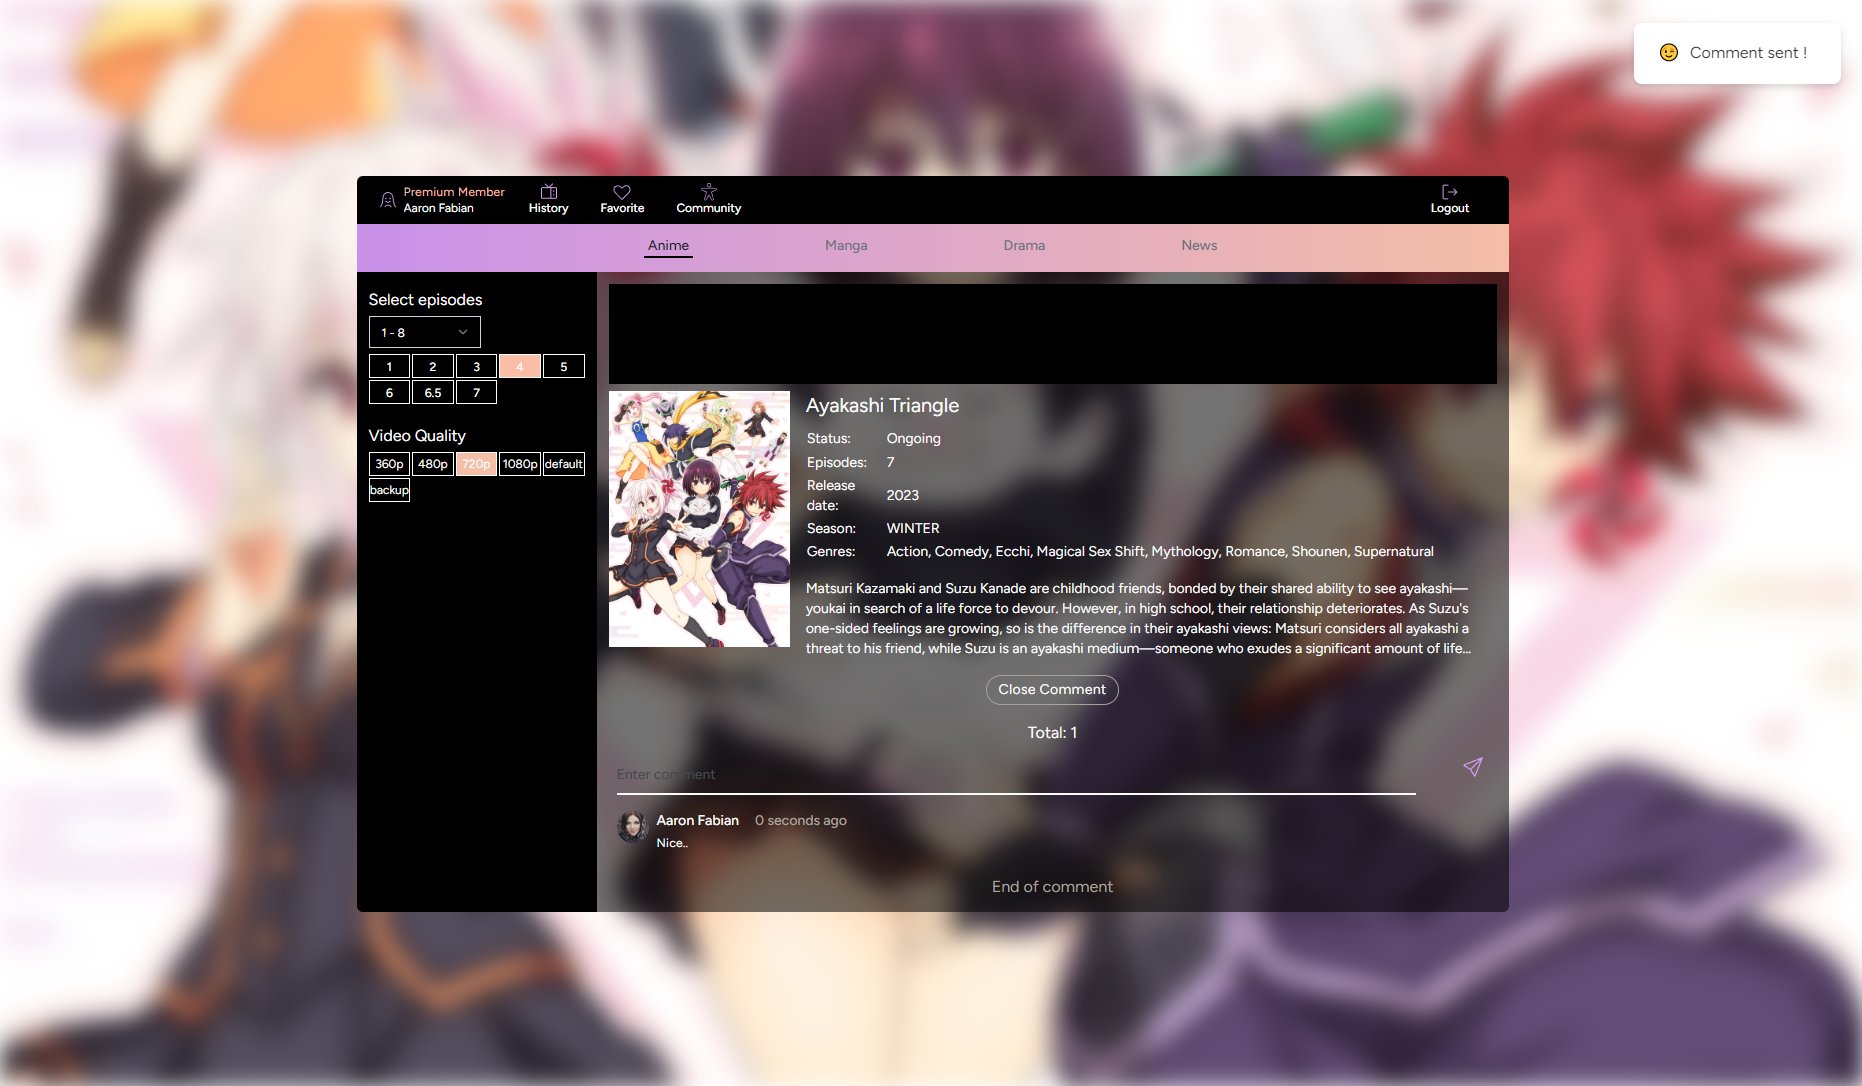 Comment sent !
Premium Member
Aaron Fabian
History
Favorite
Community
Logout
Anime
Manga
Drama
News
Select episodes
1 - 8
1
2
3
4
5
6
6.5
7
Video Quality
360p
480p
720p
1080p
default
backup
Ayakashi Triangle
Status: Ongoing
Episodes: 7
Release date: 2023
Season: WINTER
Genres: Action, Comedy, Ecchi, Magical Sex Shift, Mythology, Romance, Shounen, Supernatural
Matsuri Kazamaki and Suzu Kanade are childhood friends, bonded by their shared ability to see ayakashi—
youkai in search of a life force to devour. However, in high school, their relationship deteriorates. As Suzu's
one-sided feelings are growing, so is the difference in their ayakashi views: Matsuri considers all ayakashi a
threat to his friend, while Suzu is an ayakashi medium—someone who exudes a significant amount of life...
Close Comment
Total: 1
Enter comment
Aaron Fabian 0 seconds ago
Nice..
End of comment